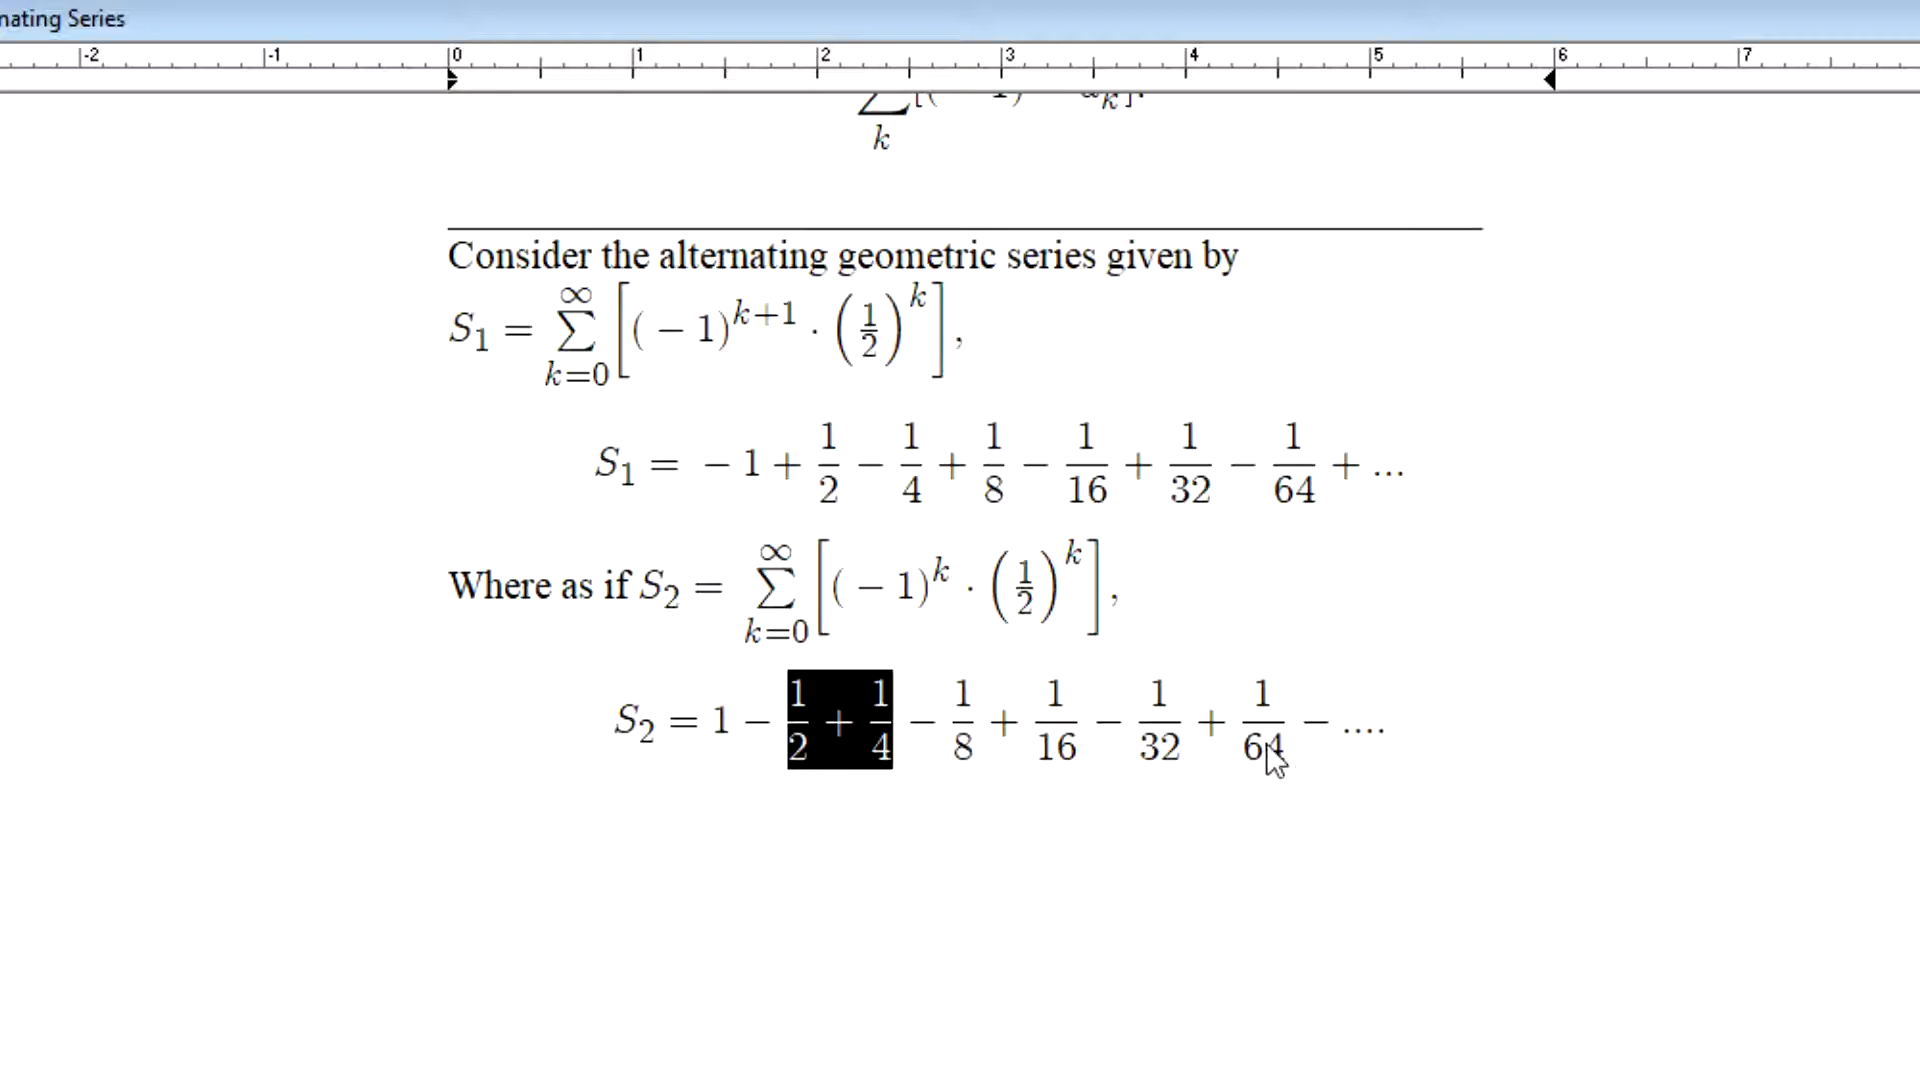 nating Series
-2 -1 0 1 2 3 4 5 6 7
k
Consider the alternating geometric series given by
S₁ = ∑_{k=0}^{∞} [(−1)^{k+1} · (1/2)^k],
S₁ = −1 + 1/2 − 1/4 + 1/8 − 1/16 + 1/32 − 1/64 + ...
Where as if S₂ = ∑_{k=0}^{∞} [(−1)^k · (1/2)^k],
S₂ = 1 − 1/2 + 1/4 − 1/8 + 1/16 − 1/32 + 1/64 − ....